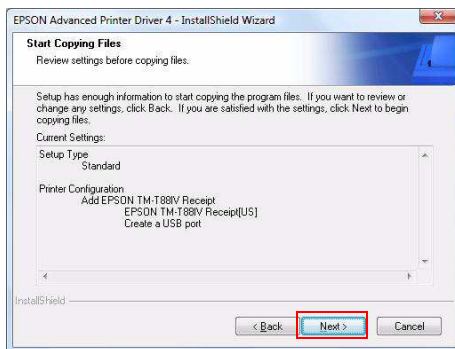 EPSON Advanced Printer Driver 4 - InstallShield Wizard
Start Copying Files
Review settings before copying files.
Setup has enough information to start copying the program files. If you want to review or
change any settings, click Back. If you are satisfied with the settings, click Next to begin
copying files.
Current Settings:
Setup Type
Standard
Printer Configuration
Add EPSON TM-T88IV Receipt
EPSON TM-T88IV Receipt[US]
Create a USB port
InstallShield
< Back
Next >
Cancel